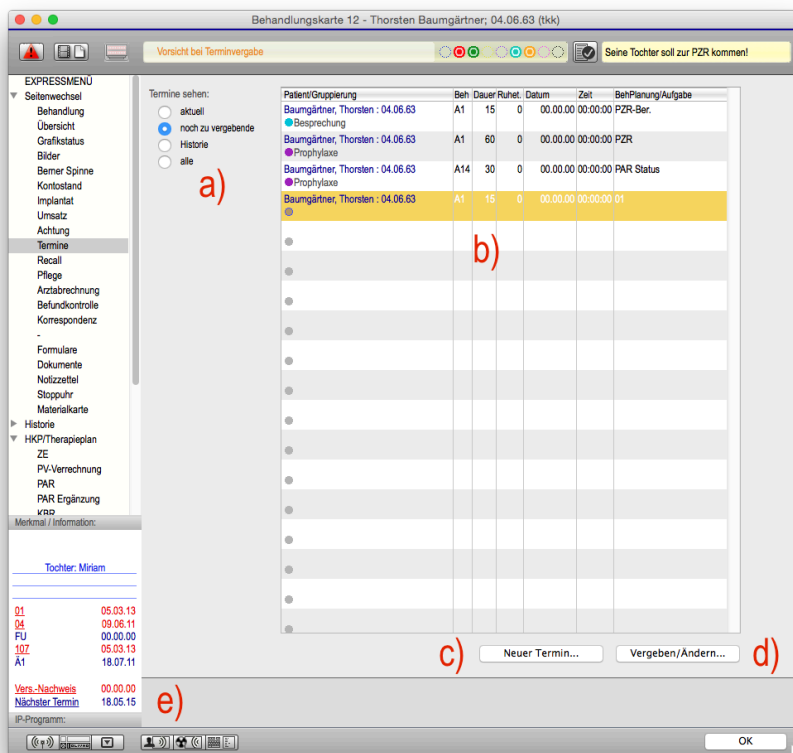 Behandlungskarte 12 - Thorsten Baumgärtner; 04.06.63 (tkk)
Vorsicht bei Terminvergabe
Seine Tochter soll zur PZR kommen!
EXPRESSMENÜ
Seitenwechsel
Behandlung
Übersicht
Grafikstatus
Bilder
Berner Spinne
Kontostand
Implantat
Umsatz
Achtung
Termine
Recall
Pflege
Arztabrechnung
Befundkontrolle
Korrespondenz
-
Formulare
Dokumente
Notizzettel
Stoppuhr
Materialkarte
Historie
HKP/Therapieplan
ZE
PV-Verrechnung
PAR
PAR Ergänzung
KBR
Merkmal / Information:
Tochter: Miriam
01 05.03.13
04 09.06.11
FU 00.00.00
107 05.03.13
Ä1 18.07.11
Vers.-Nachweis 00.00.00
Nächster Termin 18.05.15
IP-Programm:
Termine sehen:
aktuell
noch zu vergebende
Historie
alle
a)
Patient/Gruppierung Beh Dauer Ruhet. Datum Zeit BehPlanung/Aufgabe
Baumgärtner, Thorsten : 04.06.63 A1 15 0 00.00.00 00:00:00 PZR-Ber.
Besprechung
Baumgärtner, Thorsten : 04.06.63 A1 60 0 00.00.00 00:00:00 PZR
Prophylaxe
Baumgärtner, Thorsten : 04.06.63 A14 30 0 00.00.00 00:00:00 PAR Status
Prophylaxe
Baumgärtner, Thorsten : 04.06.63 A1 15 0 00.00.00 00:00:00 01
b)
c) Neuer Termin... Vergeben/Ändern... d)
e)
OK